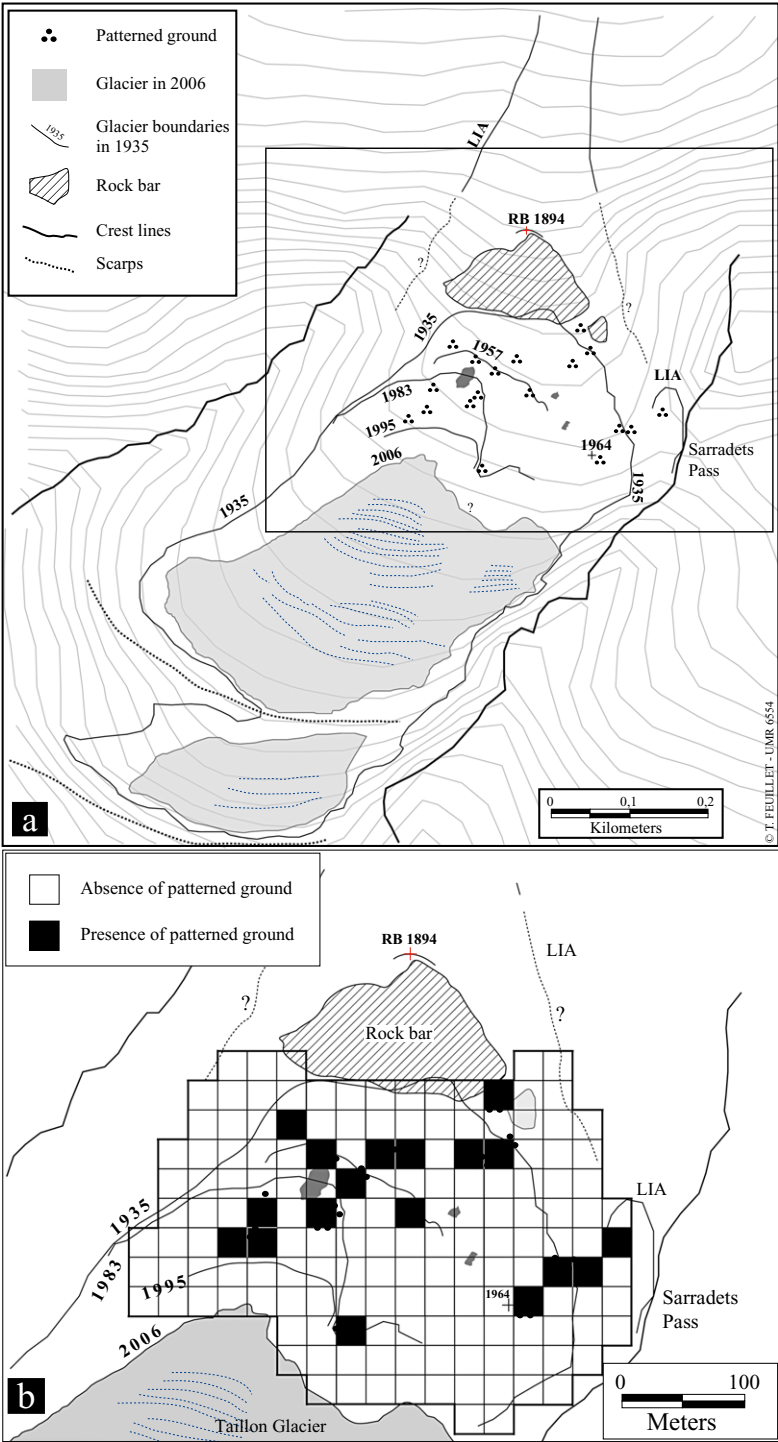 Patterned ground
Glacier in 2006
1935
Glacier boundaries
in 1935
Rock bar
Crest lines
Scarps
LIA
RB 1894
?
?
1935
1957
LIA
1983
1995
1964
Sarradets
Pass
2006
1935
1935
?
0 0,1 0,2
Kilometers
© T. FEUILLET - UMR 6554
a
Absence of patterned ground
Presence of patterned ground
RB 1894
LIA
?
?
Rock bar
LIA
1935
1983
1995
1964
Sarradets
Pass
2006
0 100
Meters
Taillon Glacier
b